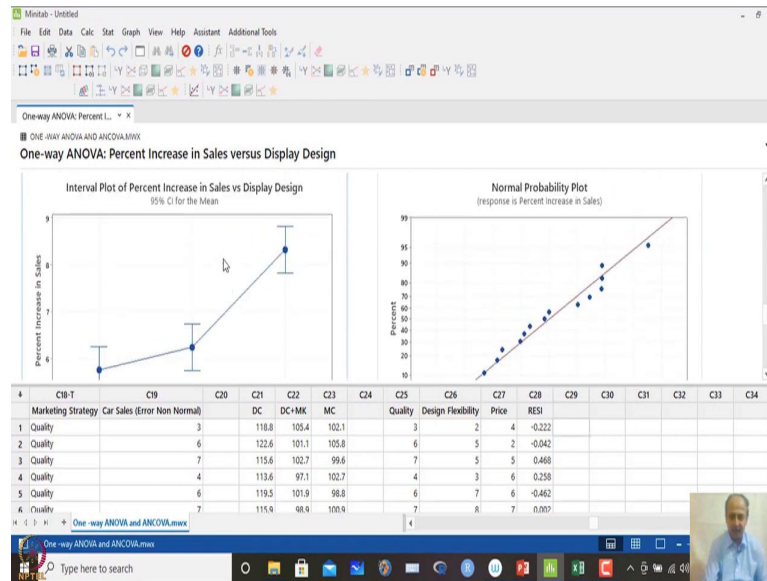 Minitab - Untitled
File Edit Data Calc Stat Graph View Help Assistant Additional Tools
One-way ANOVA: Percent I...
ONE -WAY ANOVA AND ANCOVA.MWX
One-way ANOVA: Percent Increase in Sales versus Display Design
Interval Plot of Percent Increase in Sales vs Display Design
95% CI for the Mean
Percent Increase in Sales
9
8
7
6
Normal Probability Plot
(response is Percent Increase in Sales)
Percent
99
95
90
80
70
60
50
40
30
20
10
C18-T C19 C20 C21 C22 C23 C24 C25 C26 C27 C28 C29 C30 C31 C32 C33 C34
Marketing Strategy Car Sales (Error Non Normal) DC DC+MK MC Quality Design Flexibility Price RESI
1 Quality 3 118.8 105.4 102.1 3 2 4 -0.222
2 Quality 6 122.6 101.1 105.8 6 5 2 -0.042
3 Quality 7 115.6 102.7 99.6 7 5 5 0.468
4 Quality 4 113.6 97.1 102.7 4 3 6 0.258
5 Quality 6 119.5 101.9 98.8 6 7 6 -0.462
6 Quality 7 115.9 98.9 100.9 7 8 7 0.002
One -way ANOVA and ANCOVA.mwx
One -way ANOVA and ANCOVA.mwx
Type here to search
NPTEL